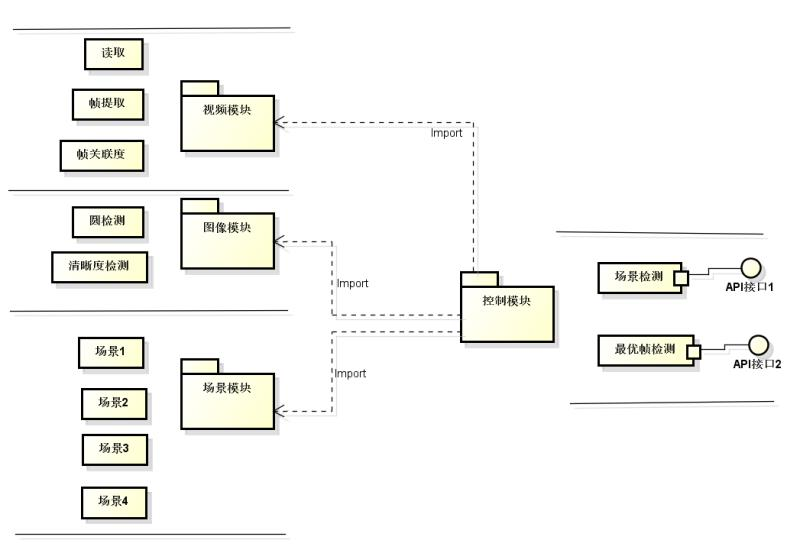 读取
帧提取
帧关联度
视频模块
Import
圆检测
清晰度检测
图像模块
Import
控制模块
场景检测
API接口1
最优帧检测
API接口2
场景1
场景2
场景3
场景4
场景模块
Import